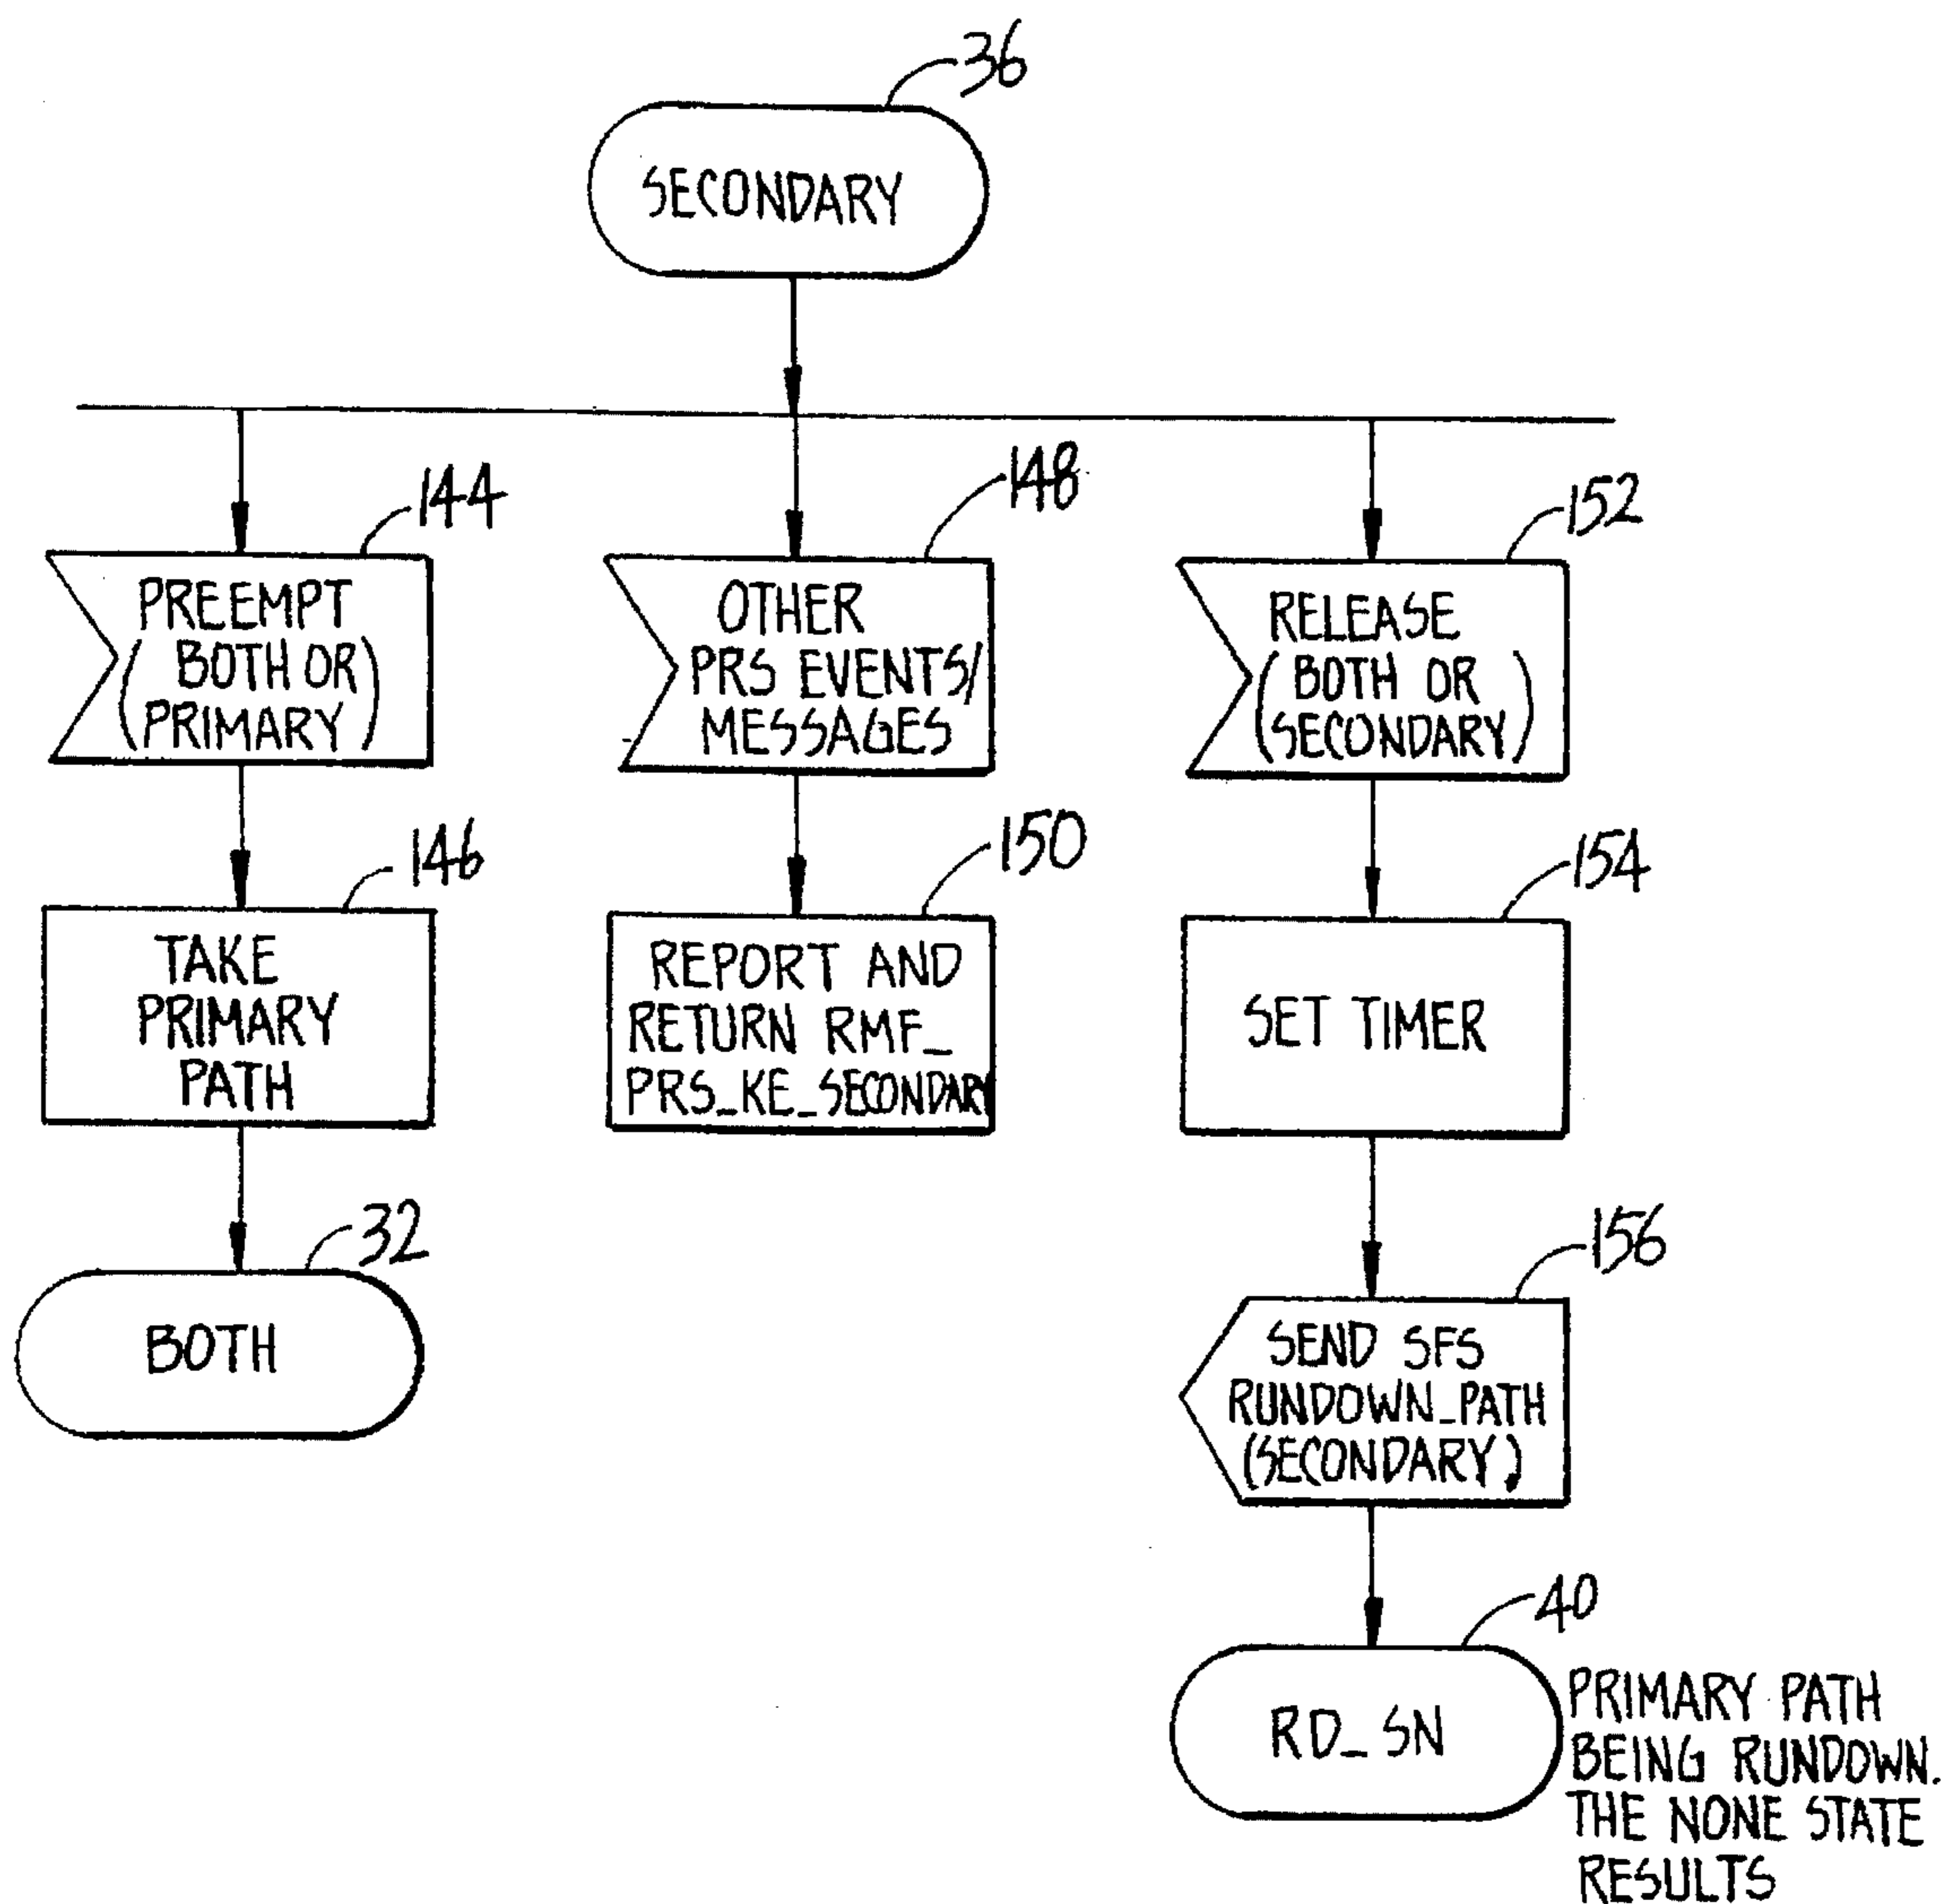 36
SECONDARY
144
PREEMPT
( BOTH OR )
(PRIMARY)
146
TAKE
PRIMARY
PATH
32
BOTH
148
OTHER
PRS EVENTS/
MESSAGES
150
REPORT AND
RETURN RMF_
PRS_KE_SECONDARY
152
RELEASE
( BOTH OR )
(SECONDARY)
154
SET TIMER
156
SEND SFS
RUNDOWN_PATH
(SECONDARY)
40
RD_SN
PRIMARY PATH
BEING RUNDOWN.
THE NONE STATE
RESULTS